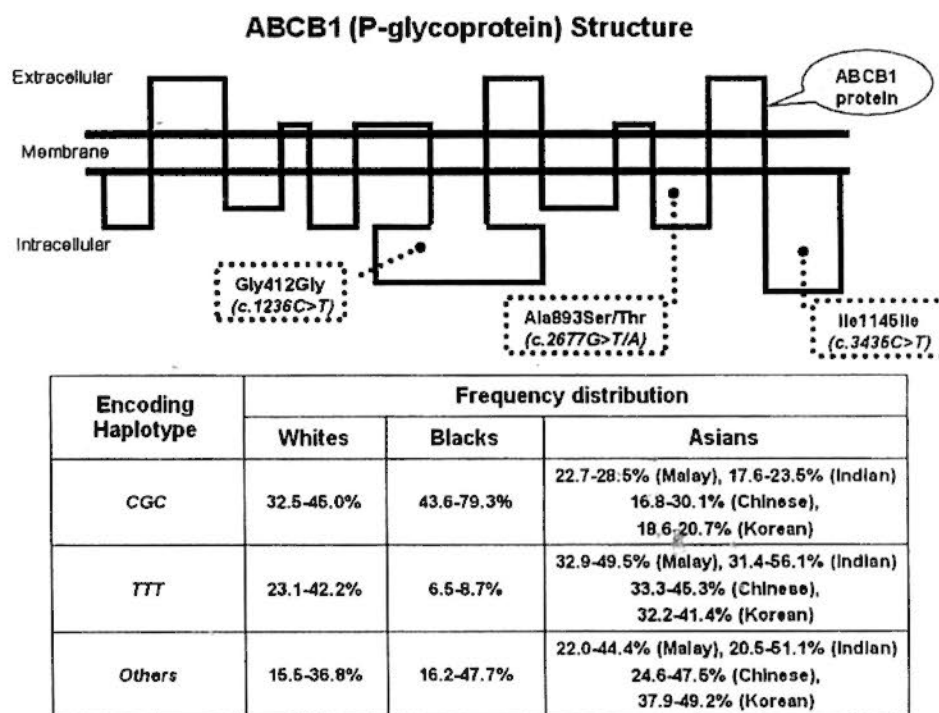 ABCB1 (P-glycoprotein) Structure
Extracellular
ABCB1
protein
Membrane
Intracellular
Gly412Gly
(c.1236C>T)
Ala893Ser/Thr
(c.2677G>T/A)
Ile1145Ile
(c.3435C>T)
Encoding
Haplotype
Frequency distribution
Whites
Blacks
Asians
CGC
32.5-45.0%
43.6-79.3%
22.7-28.5% (Malay), 17.6-23.5% (Indian)
16.8-30.1% (Chinese),
18.6-20.7% (Korean)
TTT
23.1-42.2%
6.5-8.7%
32.9-49.5% (Malay), 31.4-56.1% (Indian)
33.3-45.3% (Chinese),
32.2-41.4% (Korean)
Others
15.5-36.8%
16.2-47.7%
22.0-44.4% (Malay), 20.5-51.1% (Indian)
24.6-47.5% (Chinese)
37.9-49.2% (Korean)